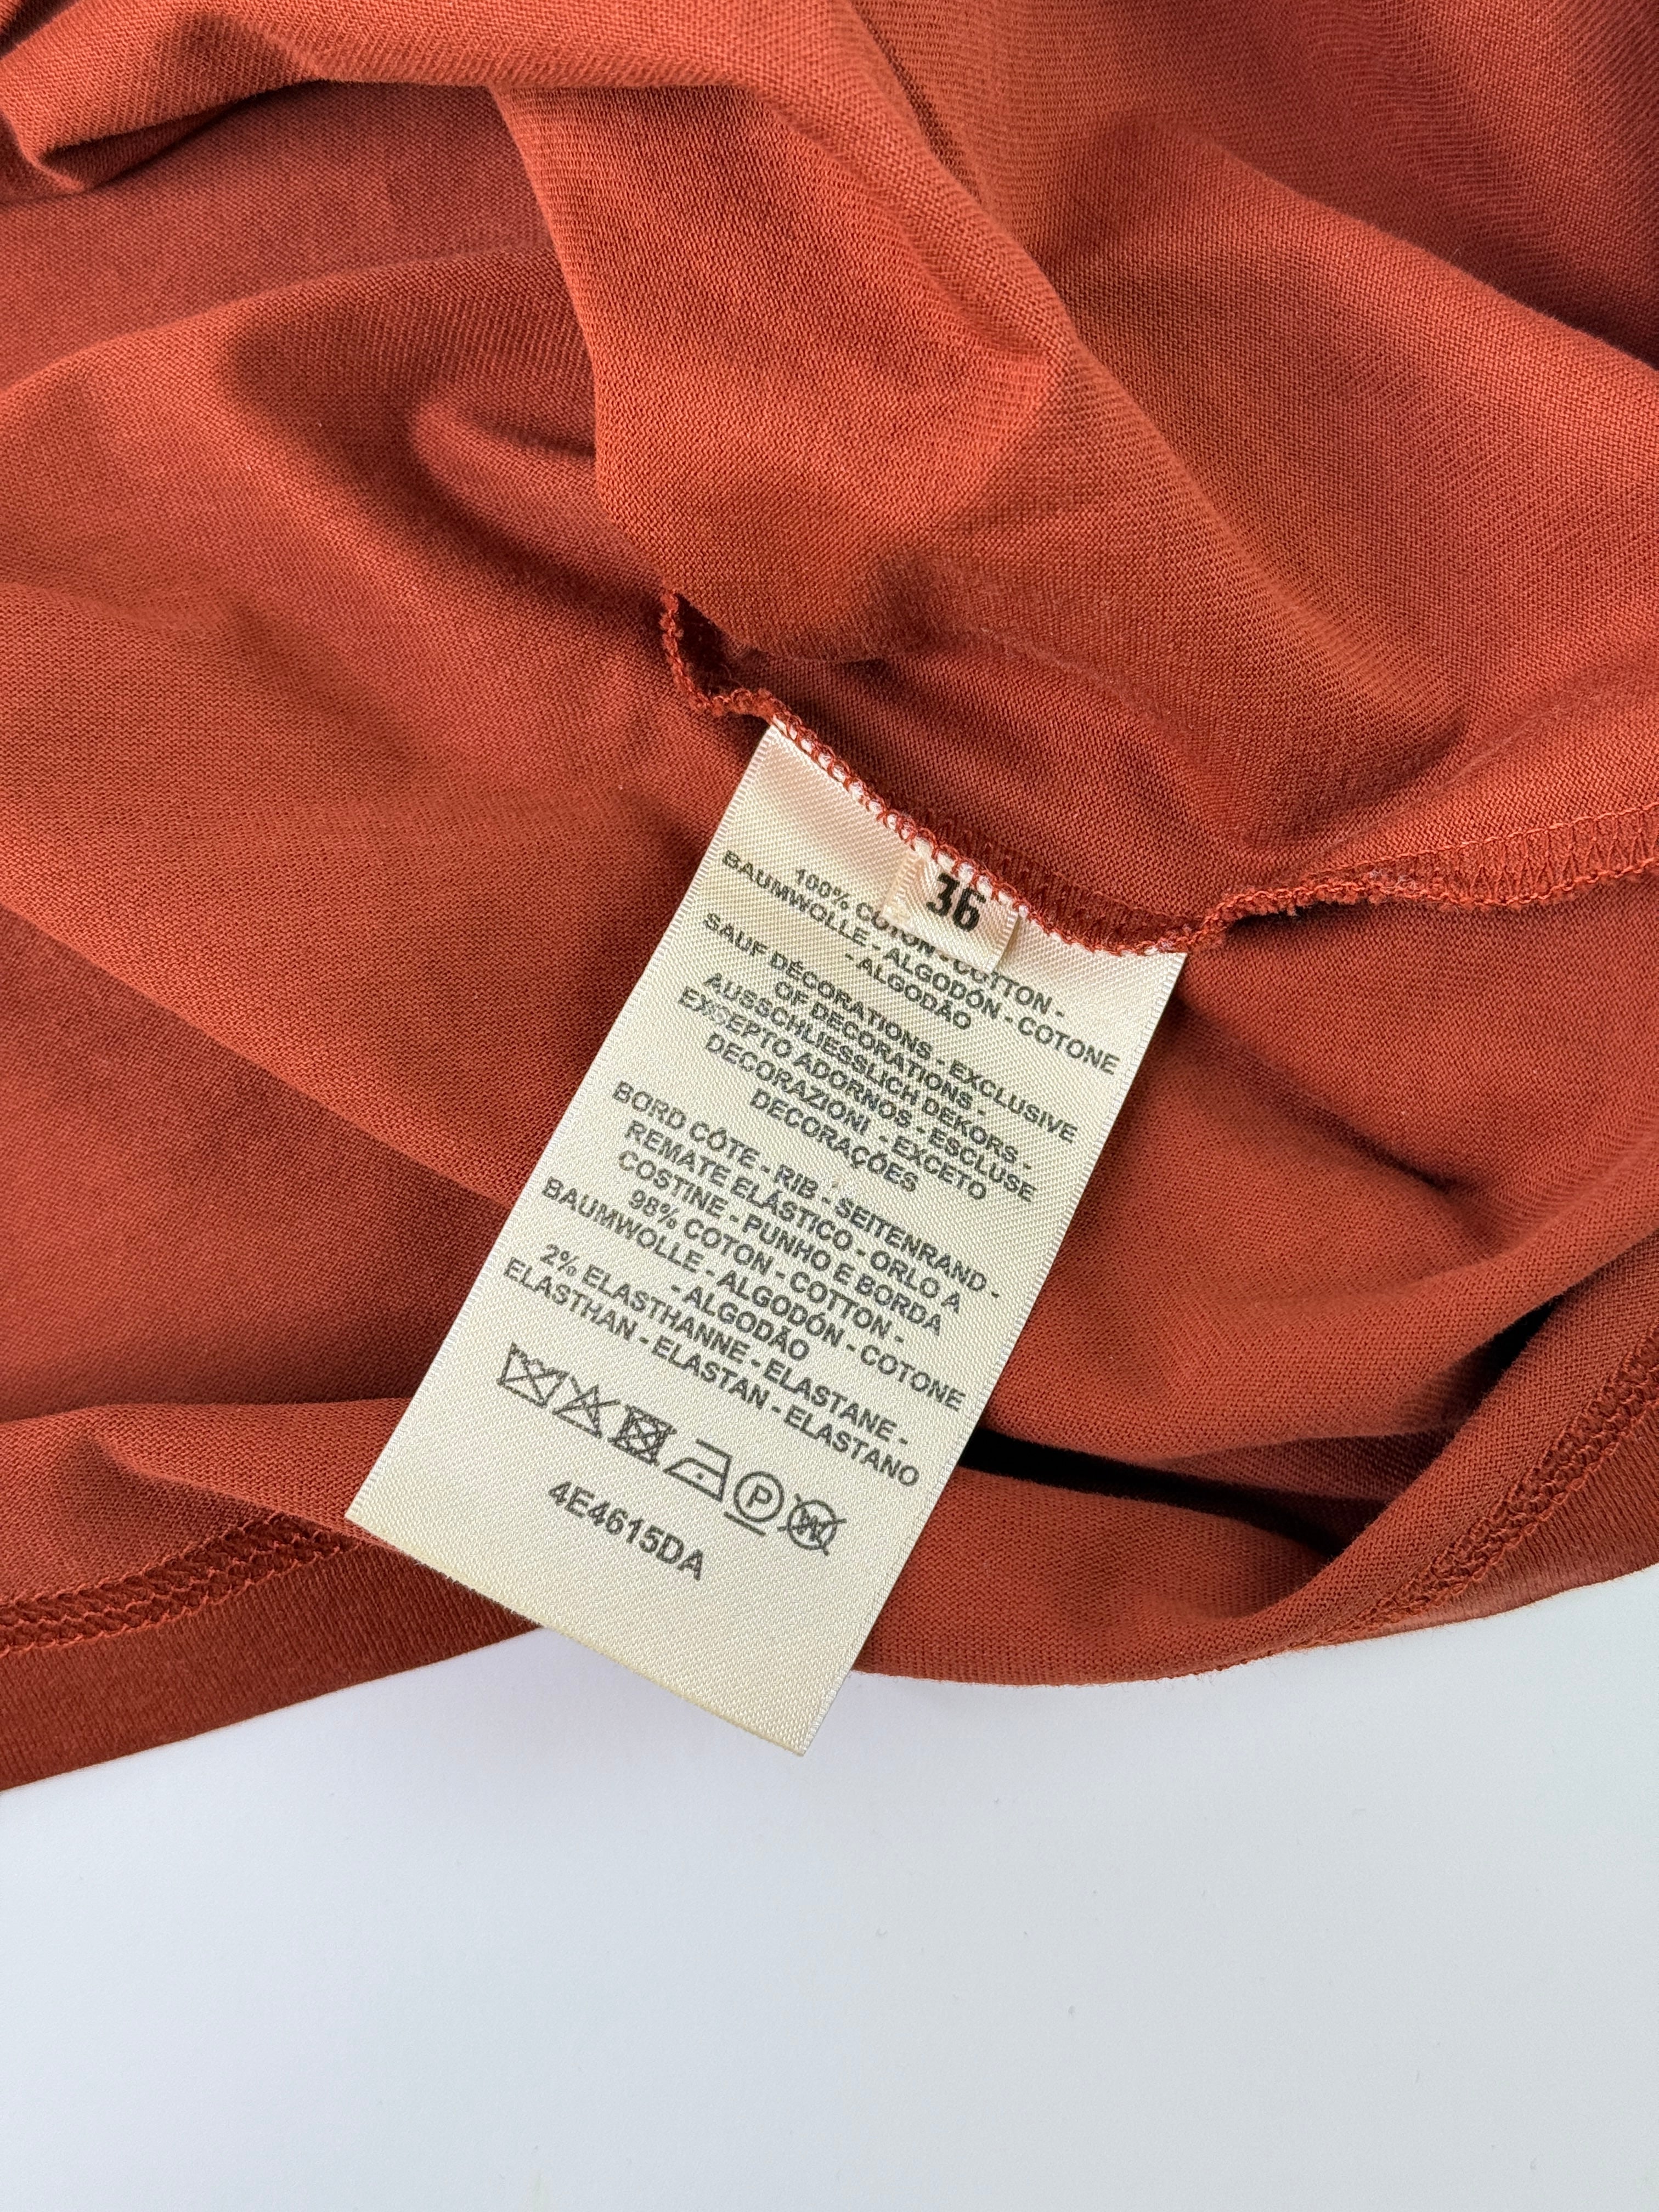 36
100% COTON - COTTON -
BAUMWOLLE - ALGODÓN - COTONE
- ALGODÃO
SAUF DÉCORATIONS - EXCLUSIVE
OF DECORATIONS -
AUSSCHLIESSLICH DEKORS -
EXSEPTO ADORNOS - ESCLUSE
DECORAZIONI - EXCETO
DECORAÇÕES
BORD CÔTE - RIB - SEITENRAND -
REMATE ELÁSTICO - ORLO A
COSTINE - PUNHO E BORDA
98% COTON - COTTON -
BAUMWOLLE - ALGODÓN - COTONE
- ALGODÃO
2% ELASTHANNE - ELASTANE -
ELASTHAN - ELASTAN - ELASTANO
P W
4E4615DA